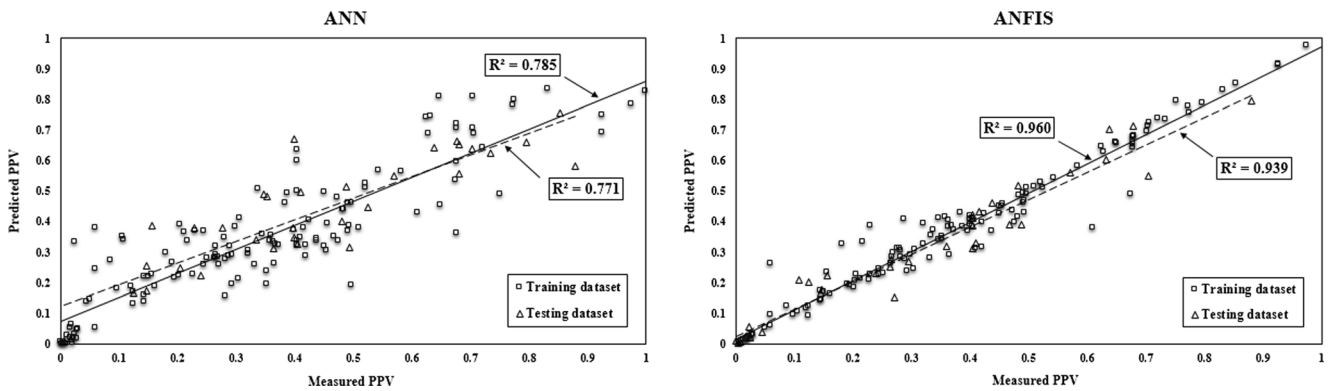 ANN
1
0.9
0.8
0.7
0.6
0.5
0.4
0.3
0.2
0.1
0
Predicted PPV
R² = 0.785
R² = 0.771
Training dataset
Testing dataset
0 0.1 0.2 0.3 0.4 0.5 0.6 0.7 0.8 0.9 1
Measured PPV
ANFIS
1
0.9
0.8
0.7
0.6
0.5
0.4
0.3
0.2
0.1
0
Predicted PPV
R² = 0.960
R² = 0.939
Training dataset
Testing dataset
0 0.1 0.2 0.3 0.4 0.5 0.6 0.7 0.8 0.9 1
Measured PPV